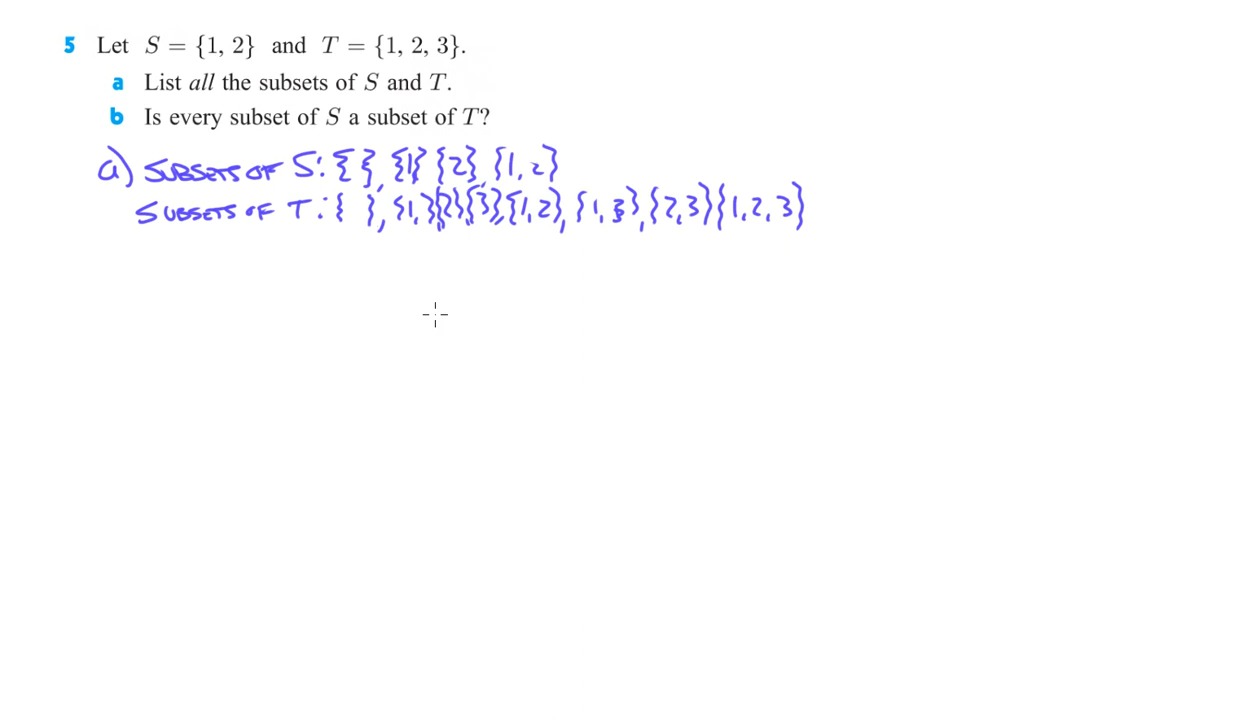 5 Let S = {1, 2} and T = {1, 2, 3}.
a List all the subsets of S and T.
b Is every subset of S a subset of T?
a) SUBSETS OF S: { }, {1} {2}, {1, 2}
SUBSETS OF T: { }, {1, }{2}, {3}, {1, 2}, {1, 3}, {2, 3} {1, 2, 3}